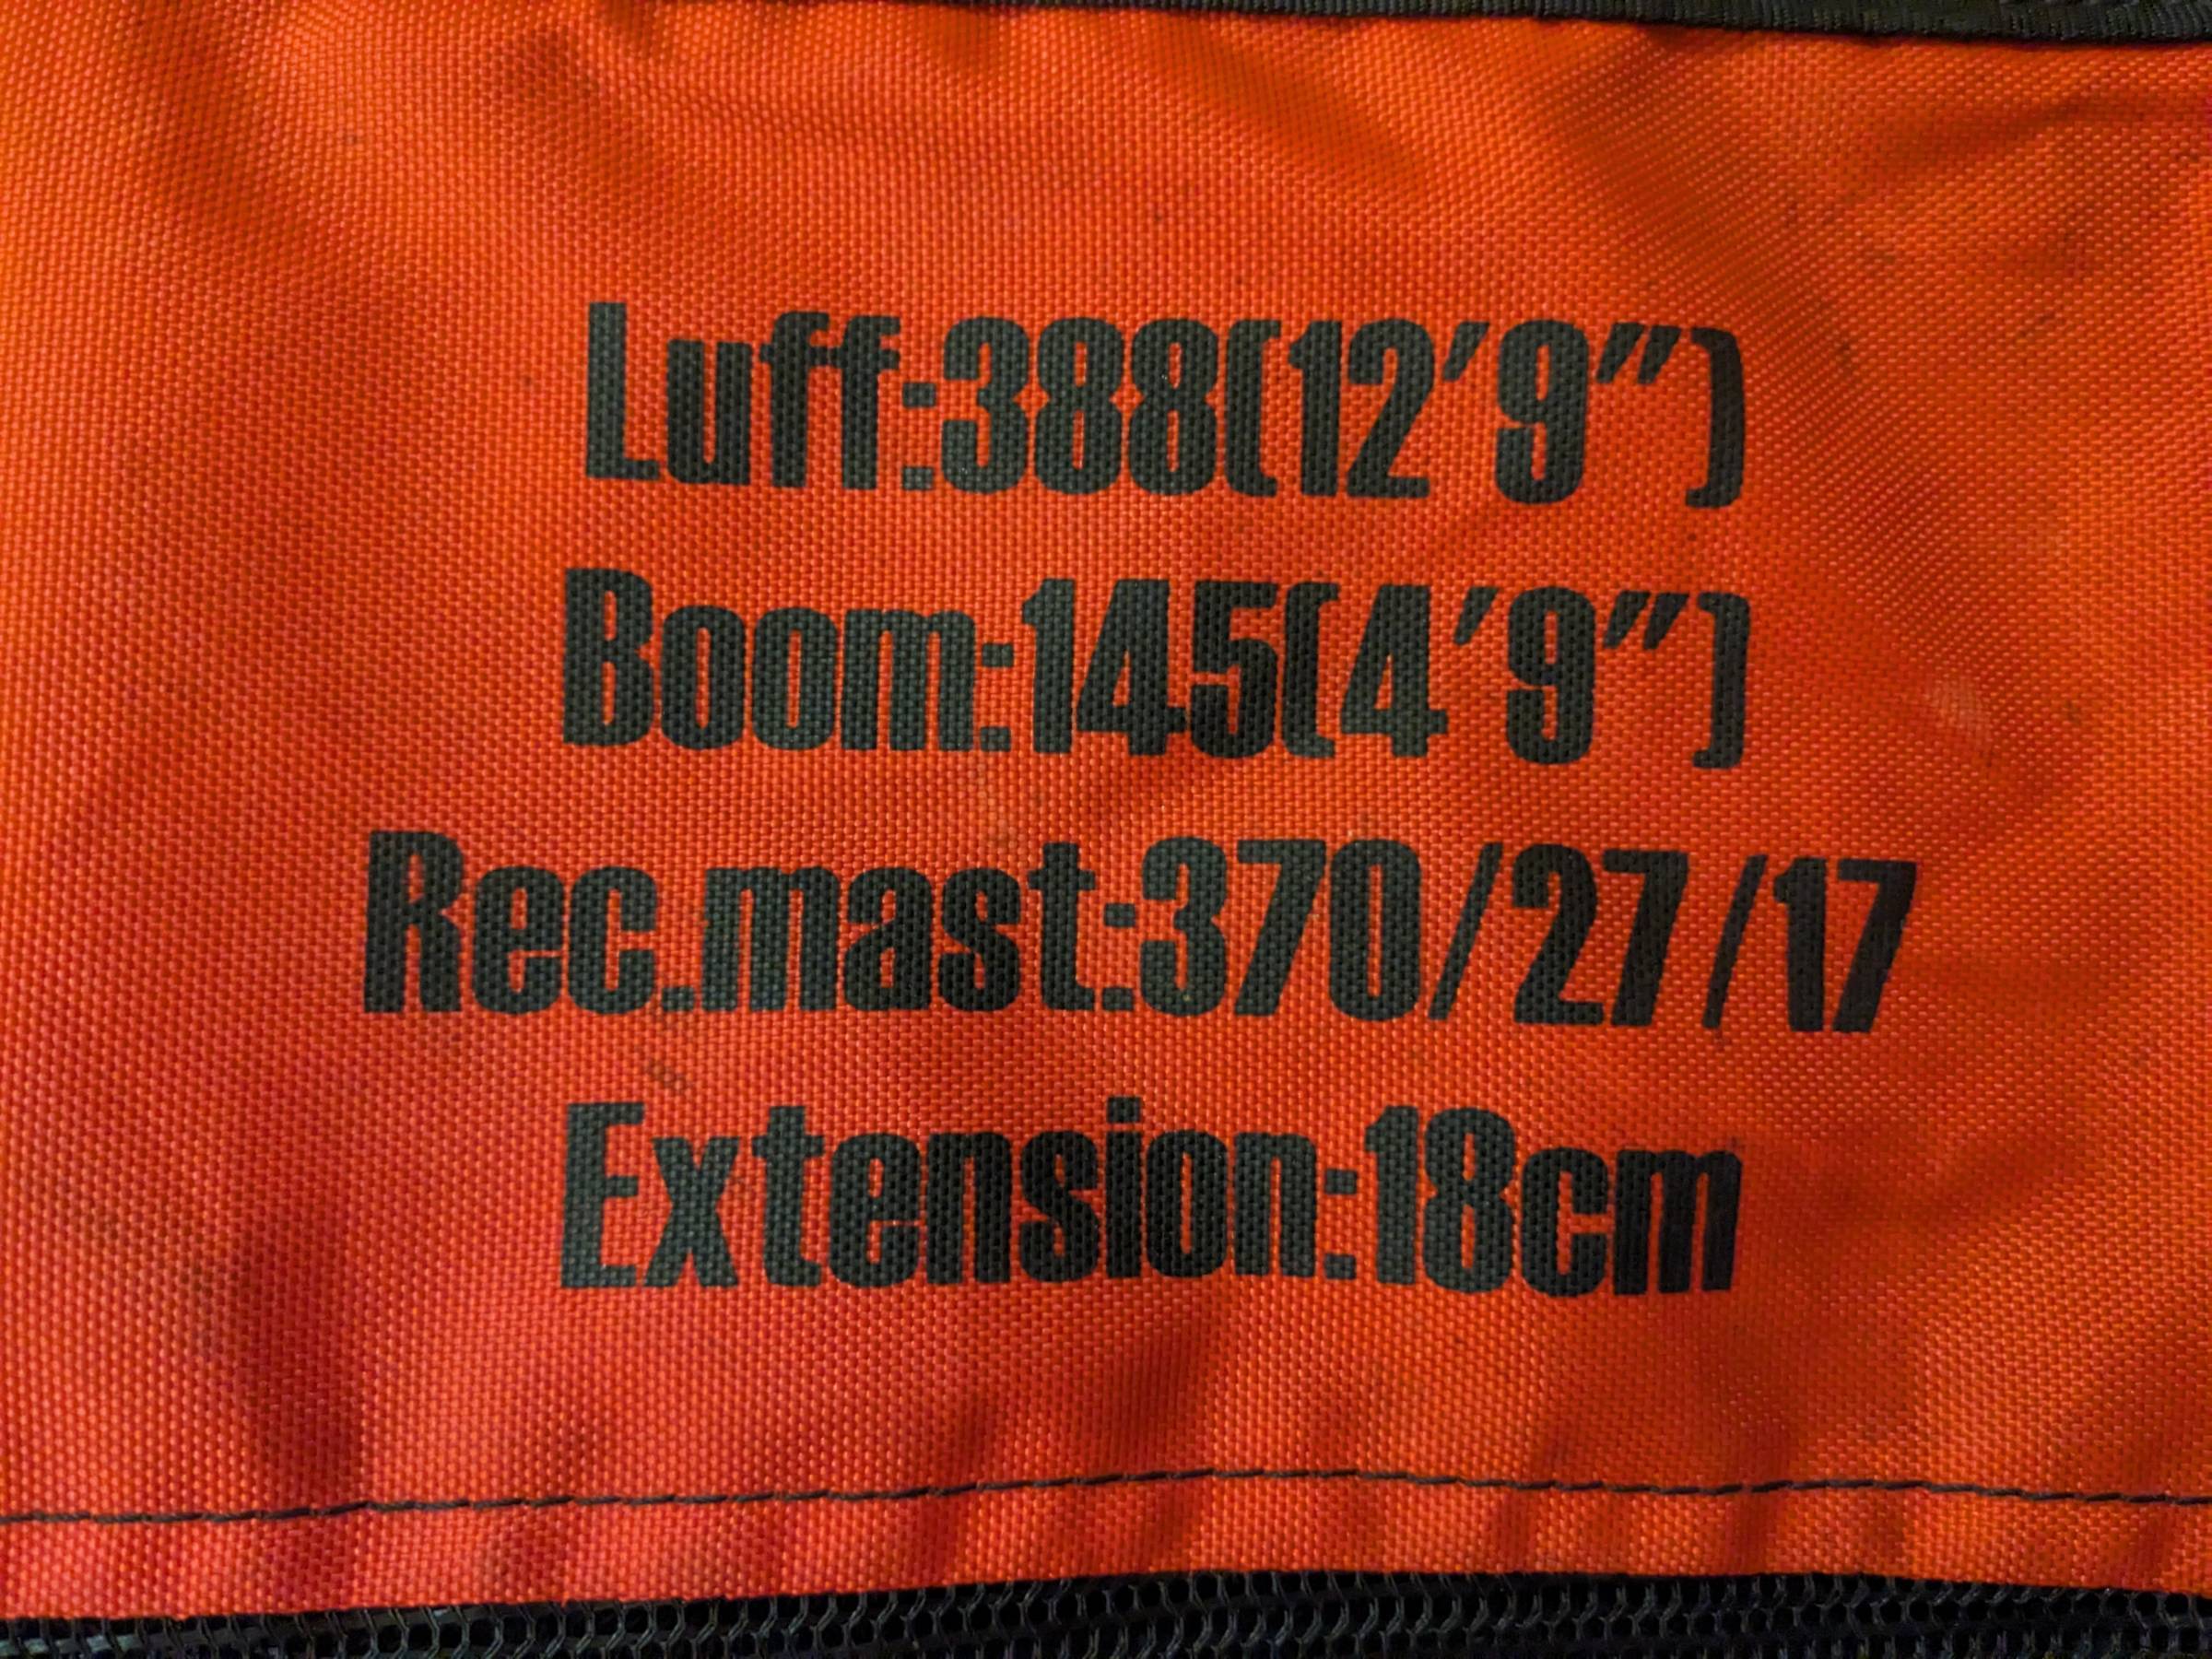 Luff:388(12'9")
Boom:145(4'9")
Rec.mast:370/27/17
Extension:18cm